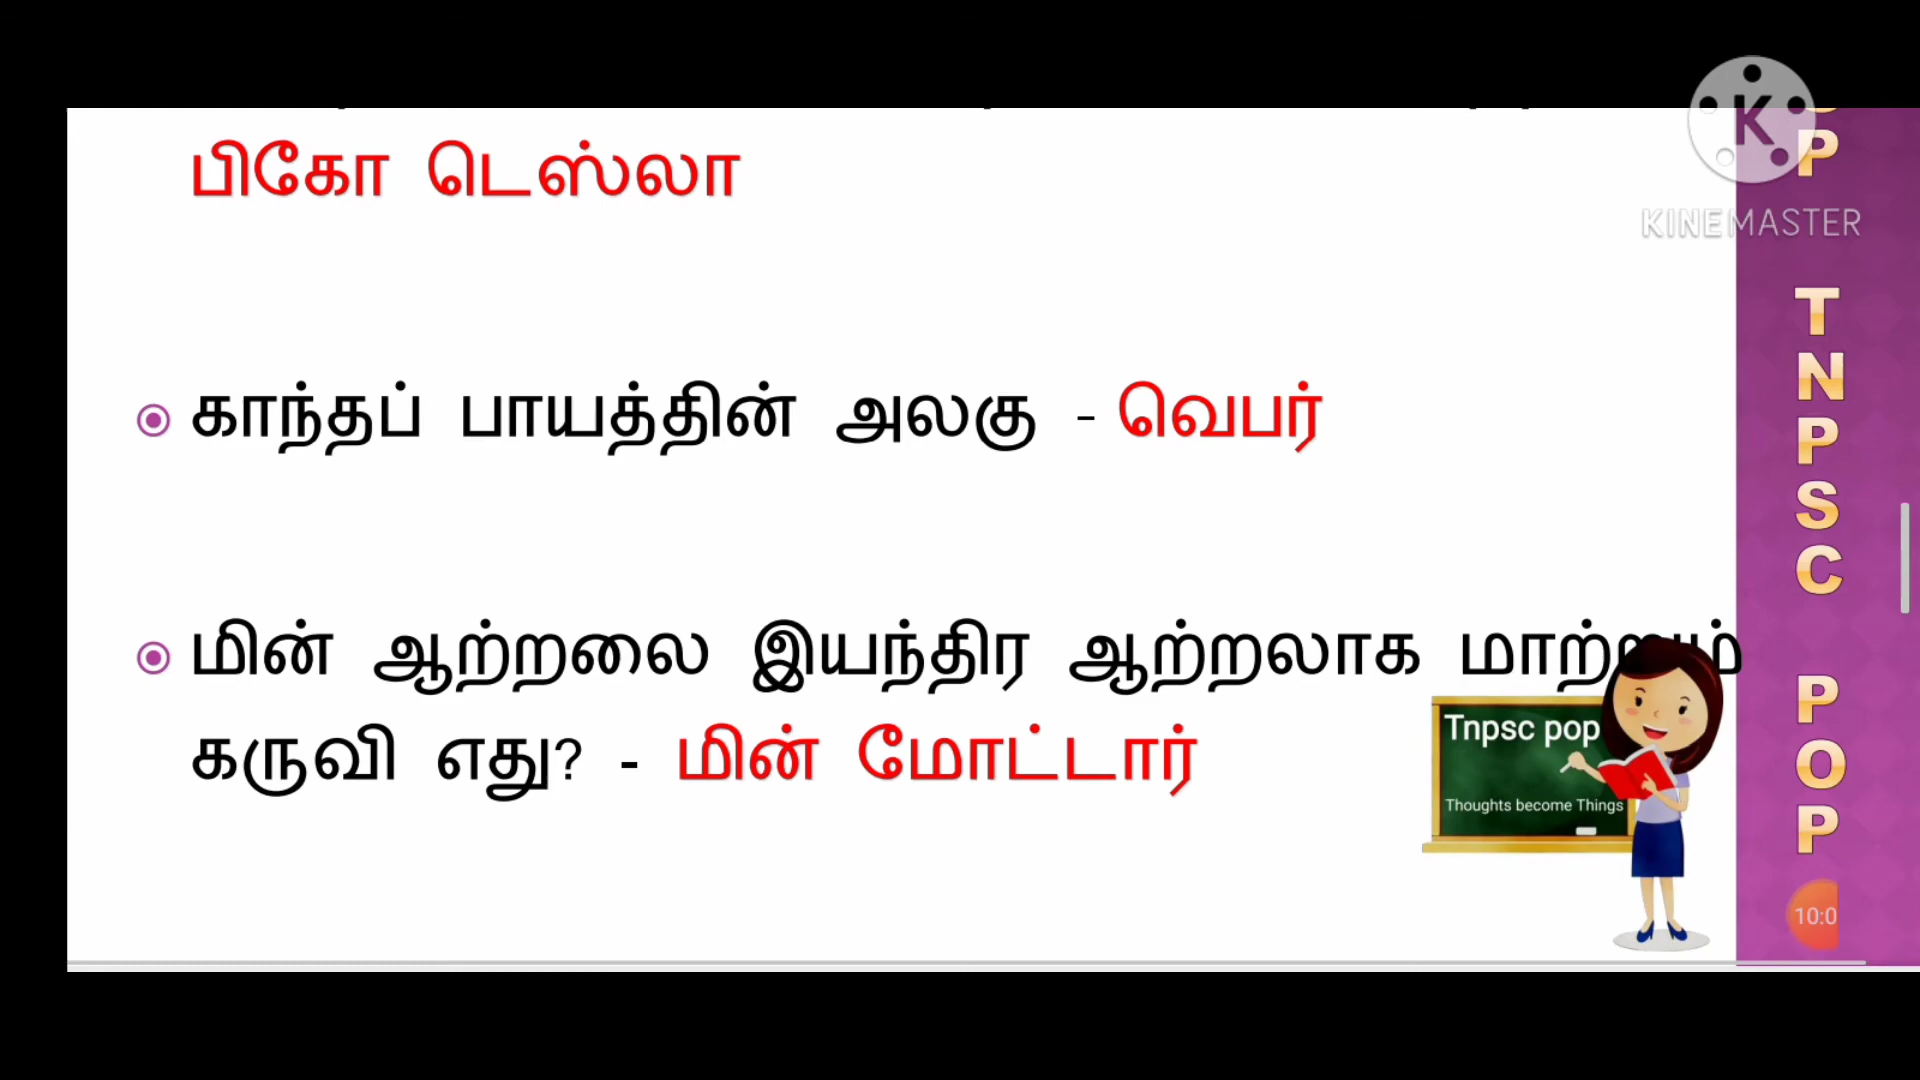 பிகோ டெஸ்லா
காந்தப் பாயத்தின் அலகு - வெபர்
மின் ஆற்றலை இயந்திர ஆற்றலாக மாற்றும்
கருவி எது? - மின் மோட்டார்
Tnpsc pop
Thoughts become Things
KINEMASTER
K
P
TNPSC
POP
10:0